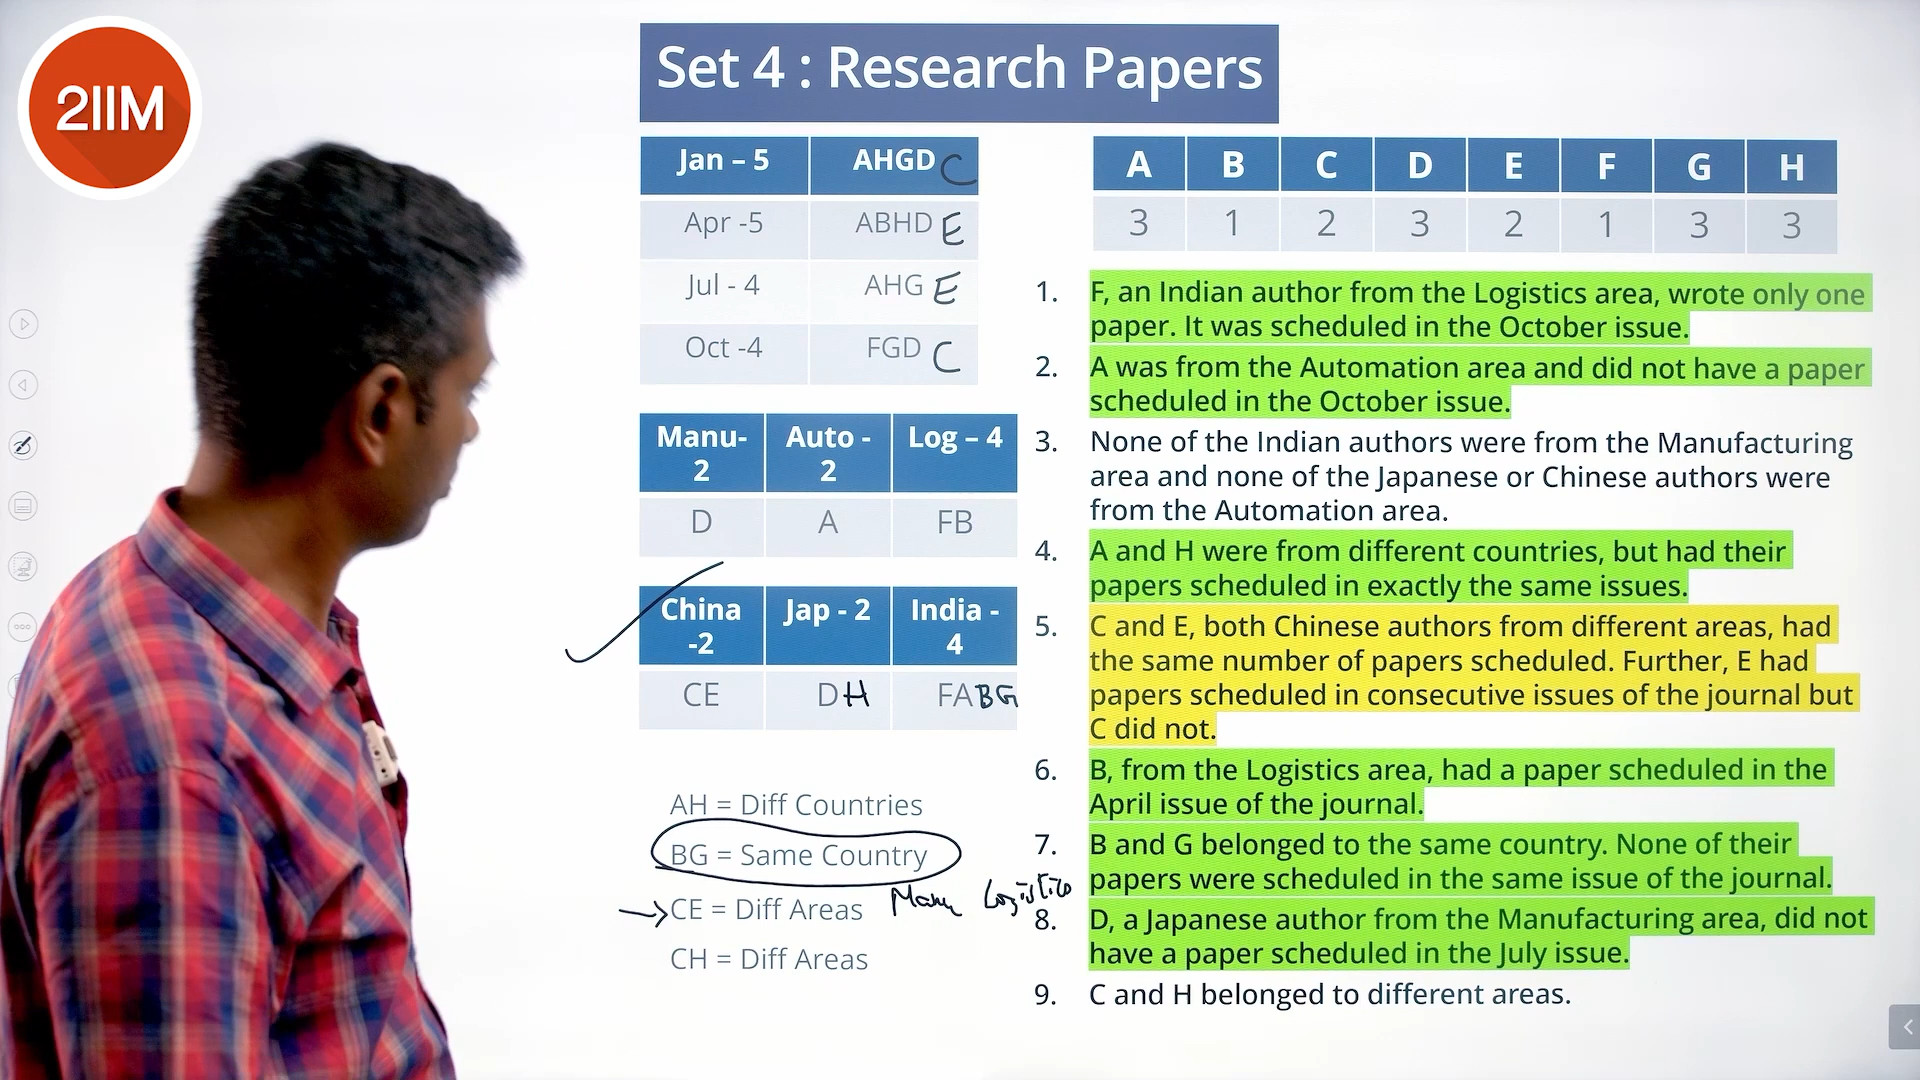 2IIM
Set 4 : Research Papers
Jan – 5 AHGD C
Apr -5 ABHD E
Jul - 4 AHG E
Oct -4 FGD C
A B C D E F G H
3 1 2 3 2 1 3 3
Manu- Auto - Log – 4
2 2
D A FB
China Jap - 2 India -
-2 4
CE DH FABG
AH = Diff Countries
BG = Same Country
CE = Diff Areas Manu Logistics
CH = Diff Areas
1. F, an Indian author from the Logistics area, wrote only one
paper. It was scheduled in the October issue.
2. A was from the Automation area and did not have a paper
scheduled in the October issue.
3. None of the Indian authors were from the Manufacturing
area and none of the Japanese or Chinese authors were
from the Automation area.
4. A and H were from different countries, but had their
papers scheduled in exactly the same issues.
5. C and E, both Chinese authors from different areas, had
the same number of papers scheduled. Further, E had
papers scheduled in consecutive issues of the journal but
C did not.
6. B, from the Logistics area, had a paper scheduled in the
April issue of the journal.
7. B and G belonged to the same country. None of their
papers were scheduled in the same issue of the journal.
8. D, a Japanese author from the Manufacturing area, did not
have a paper scheduled in the July issue.
9. C and H belonged to different areas.